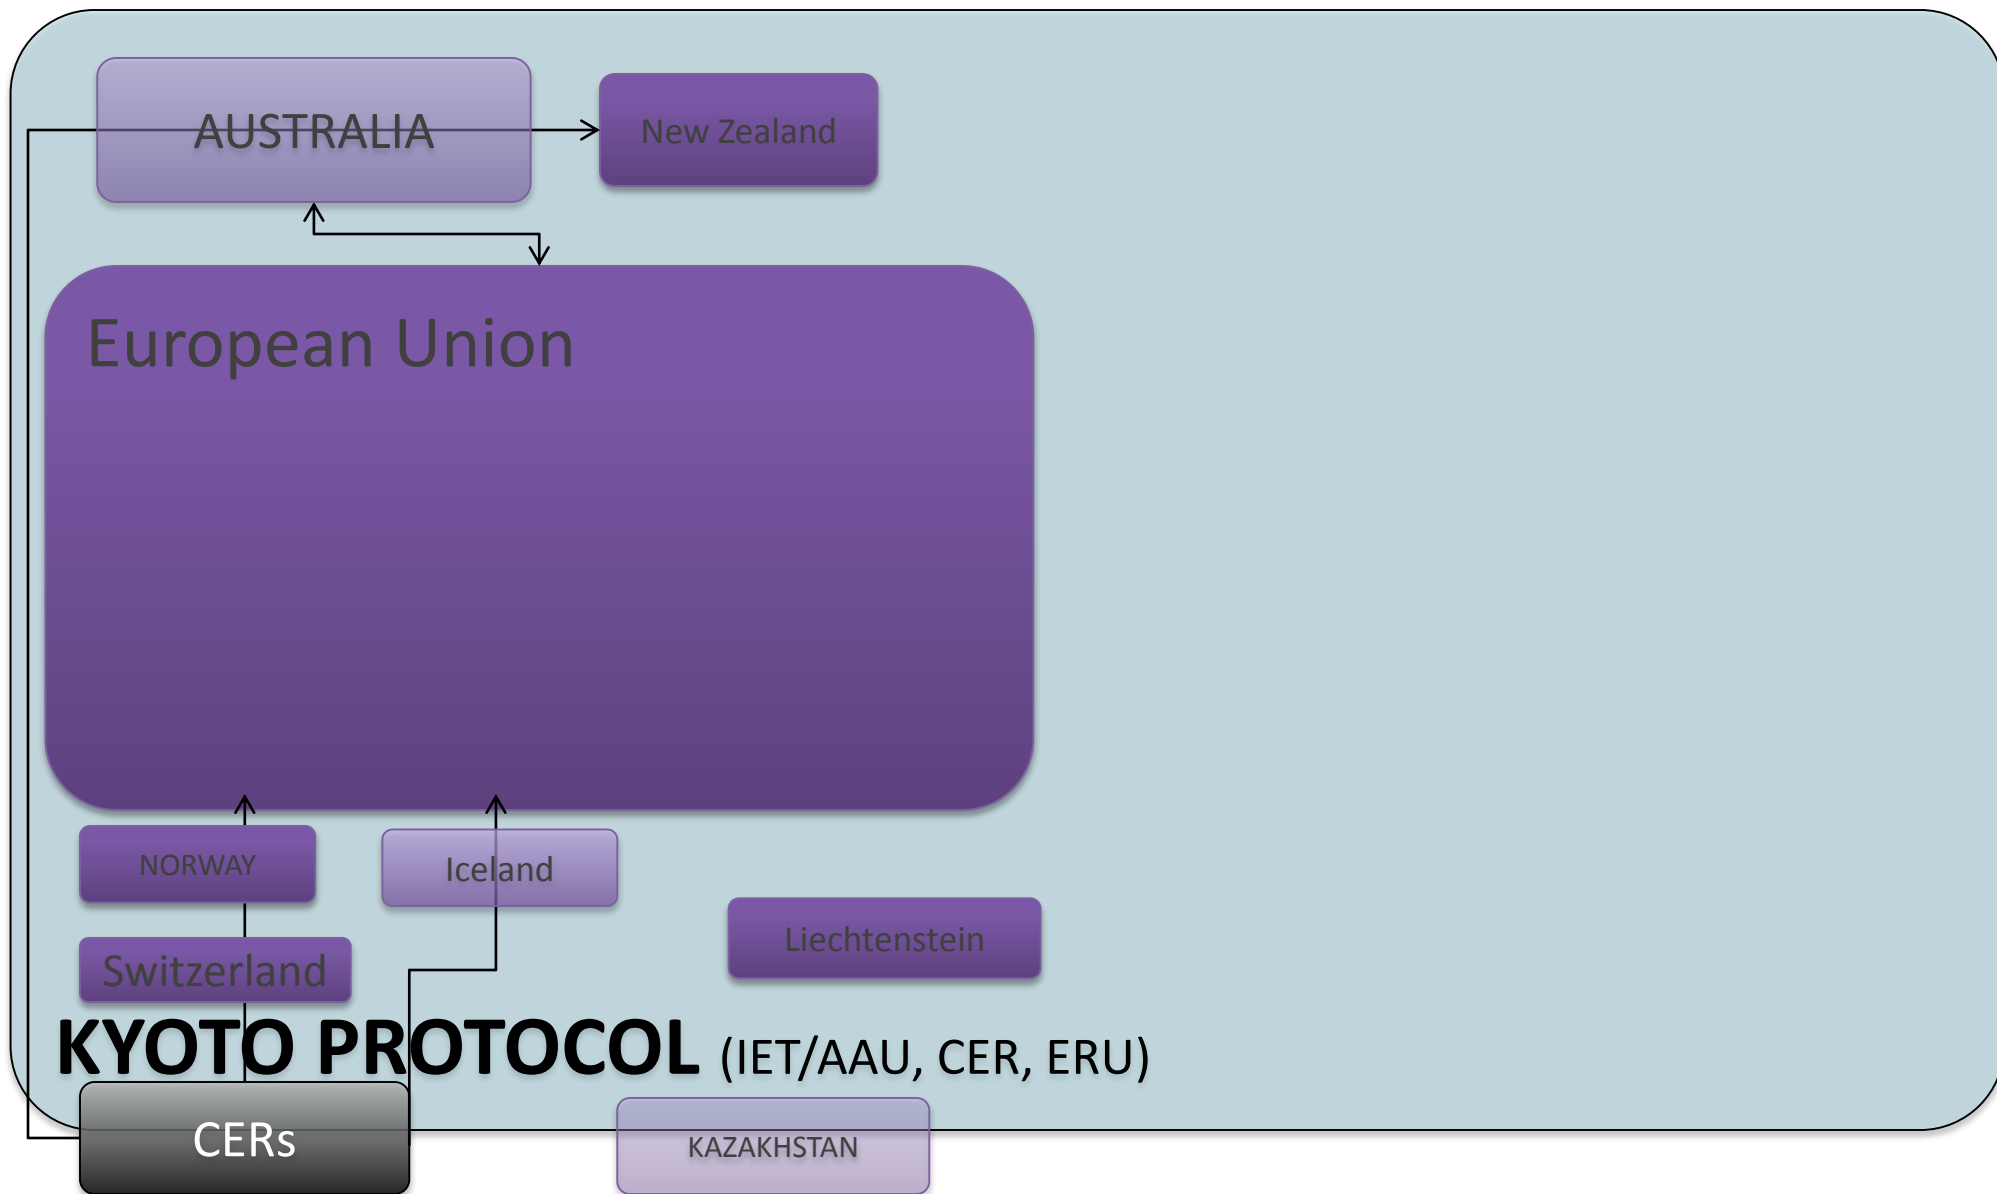 AUSTRALIA
New Zealand
European Union
NORWAY
Iceland
Liechtenstein
Switzerland
KYOTO PROTOCOL (IET/AAU, CER, ERU)
CERs
KAZAKHSTAN